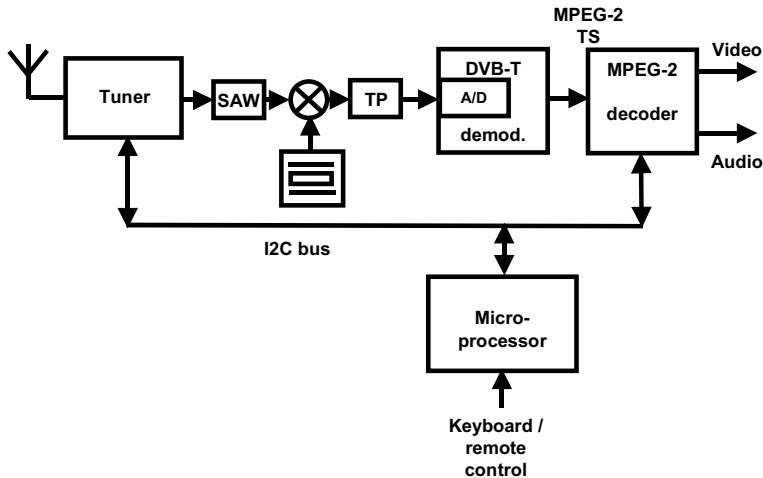 MPEG-2
TS
Video
Tuner
SAW
TP
DVB-T
A/D
demod.
MPEG-2
decoder
Audio
I2C bus
Micro-
processor
Keyboard /
remote
control